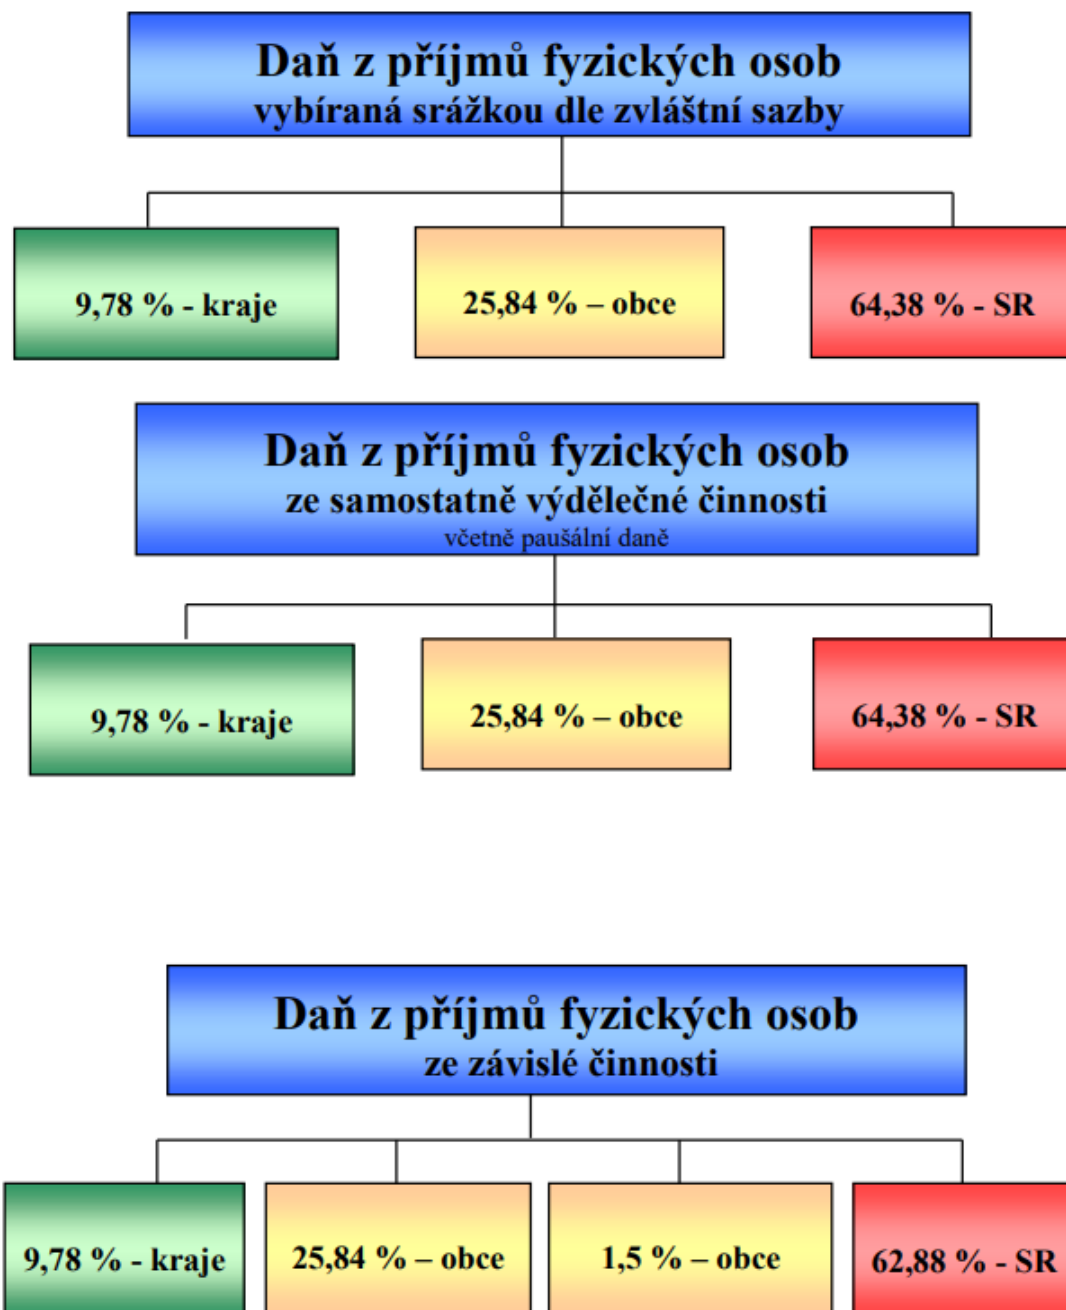 Daň z příjmů fyzických osob
vybíraná srážkou dle zvláštní sazby
9,78 % - kraje
25,84 % – obce
64,38 % - SR
Daň z příjmů fyzických osob
ze samostatně výdělečné činnosti
včetně paušální daně
9,78 % - kraje
25,84 % – obce
64,38 % - SR
Daň z příjmů fyzických osob
ze závislé činnosti
9,78 % - kraje
25,84 % – obce
1,5 % – obce
62,88 % - SR